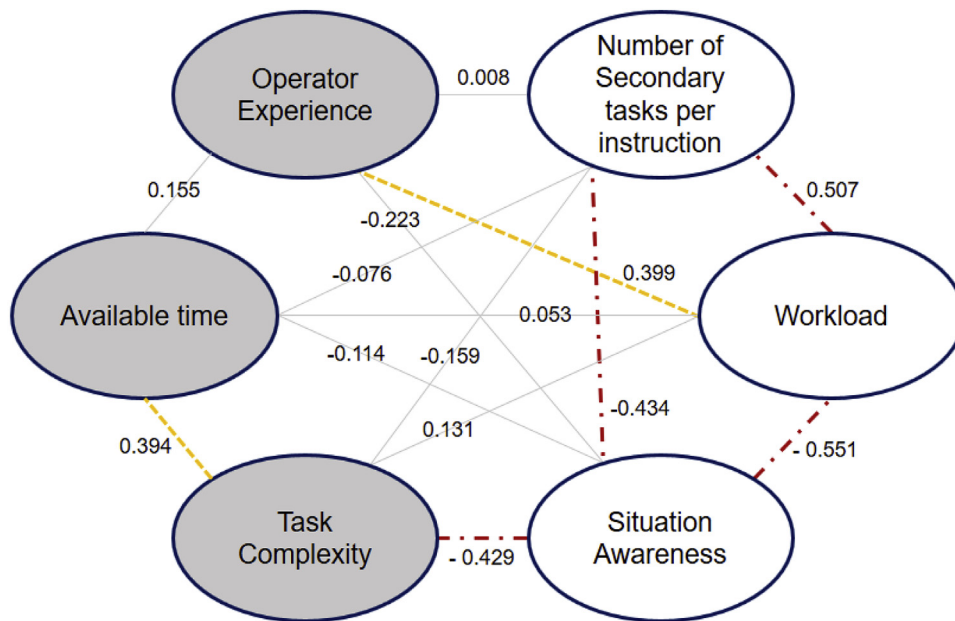 Operator
Experience
0.008
Number of
Secondary
tasks per
instruction
0.155
-0.223
0.507
-0.076
0.399
Available time
0.053
Workload
-0.114
-0.159
0.394
0.131
-0.434
- 0.551
Task
Complexity
- 0.429
Situation
Awareness